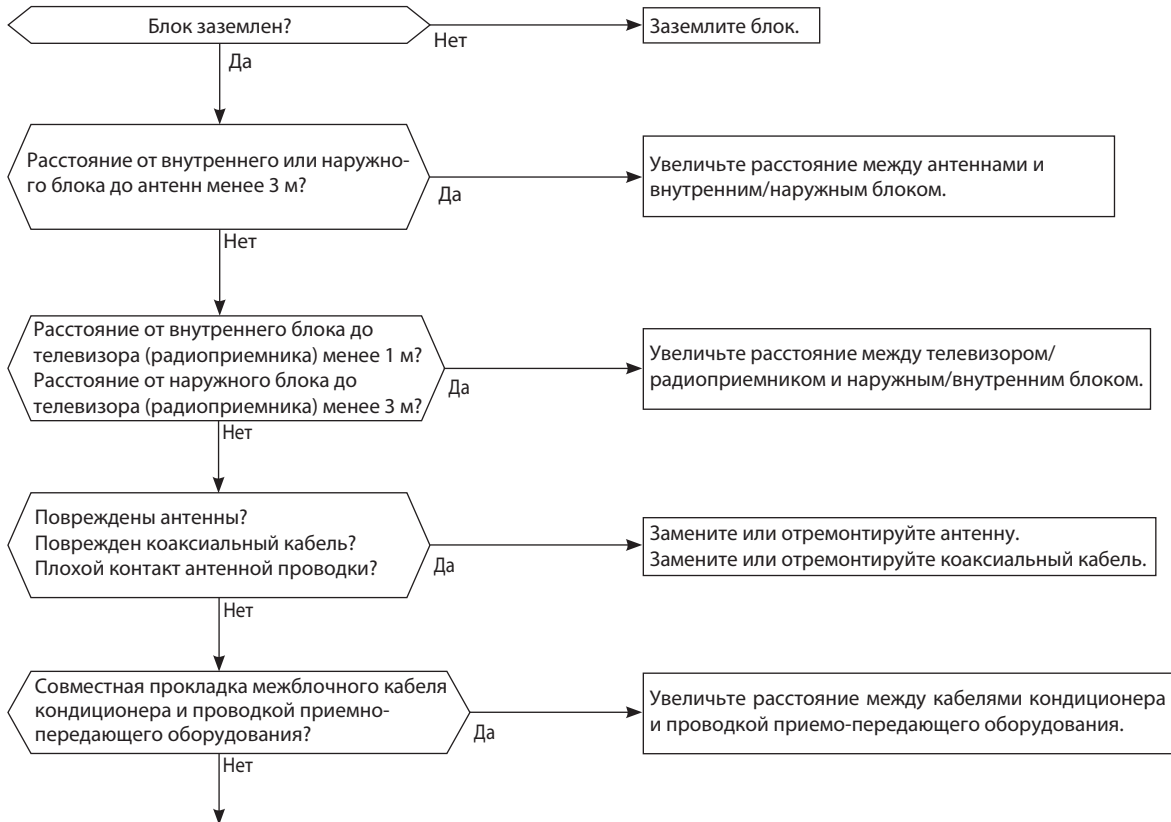 Блок заземлен?
Нет
Заземлите блок.
Да
Расстояние от внутреннего или наружно-
го блока до антенн менее 3 м?
Да
Увеличьте расстояние между антеннами и
внутренним/наружным блоком.
Нет
Расстояние от внутреннего блока до
телевизора (радиоприемника) менее 1 м?
Расстояние от наружного блока до
телевизора (радиоприемника) менее 3 м?
Да
Увеличьте расстояние между телевизором/
радиоприемником и наружным/внутренним блоком.
Нет
Повреждены антенны?
Поврежден коаксиальный кабель?
Плохой контакт антенной проводки?
Да
Замените или отремонтируйте антенну.
Замените или отремонтируйте коаксиальный кабель.
Нет
Совместная прокладка межблочного кабеля
кондиционера и проводкой приемно-
передающего оборудования?
Да
Увеличьте расстояние между кабелями кондиционера
и проводкой приемо-передающего оборудования.
Нет